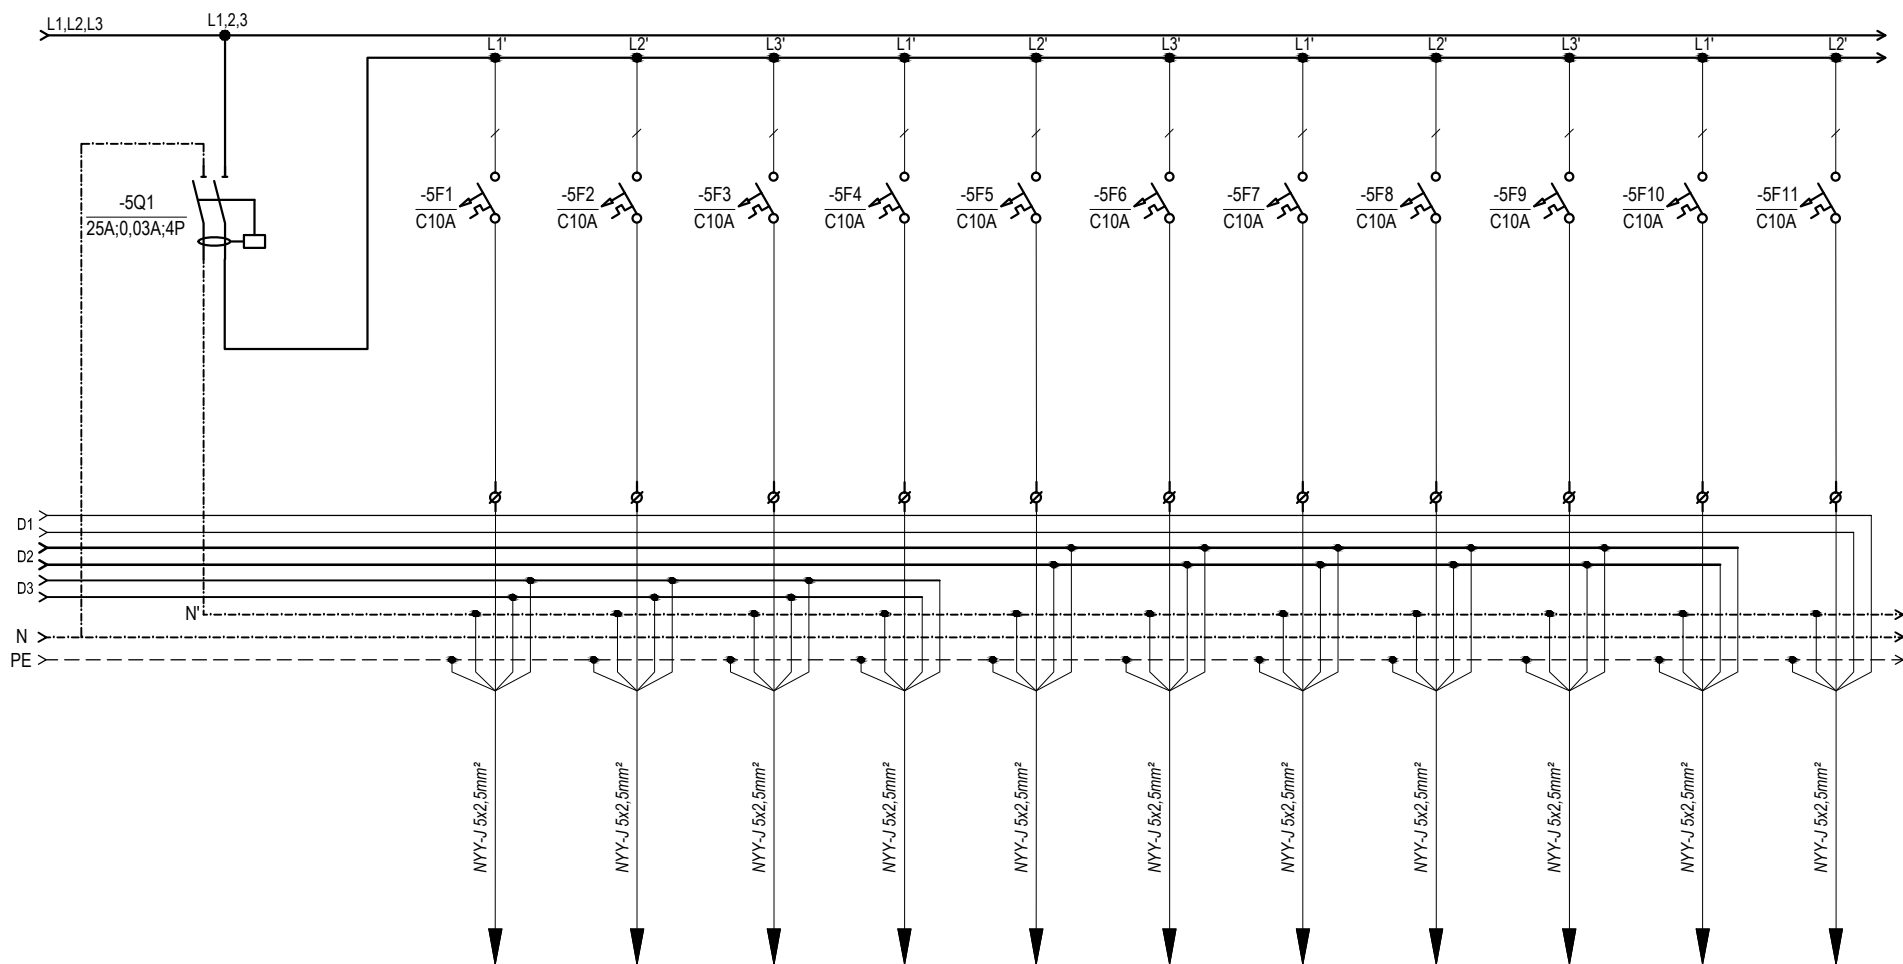 L1,L2,L3
L1,2,3
L1' L2' L3' L1' L2' L3' L1' L2' L3' L1' L2'
-5Q1
25A;0,03A;4P
-5F1
C10A
-5F2
C10A
-5F3
C10A
-5F4
C10A
-5F5
C10A
-5F6
C10A
-5F7
C10A
-5F8
C10A
-5F9
C10A
-5F10
C10A
-5F11
C10A
D1
D2
D3
N'
N
PE
NYY-J 5x2,5mm²
NYY-J 5x2,5mm²
NYY-J 5x2,5mm²
NYY-J 5x2,5mm²
NYY-J 5x2,5mm²
NYY-J 5x2,5mm²
NYY-J 5x2,5mm²
NYY-J 5x2,5mm²
NYY-J 5x2,5mm²
NYY-J 5x2,5mm²
NYY-J 5x2,5mm²